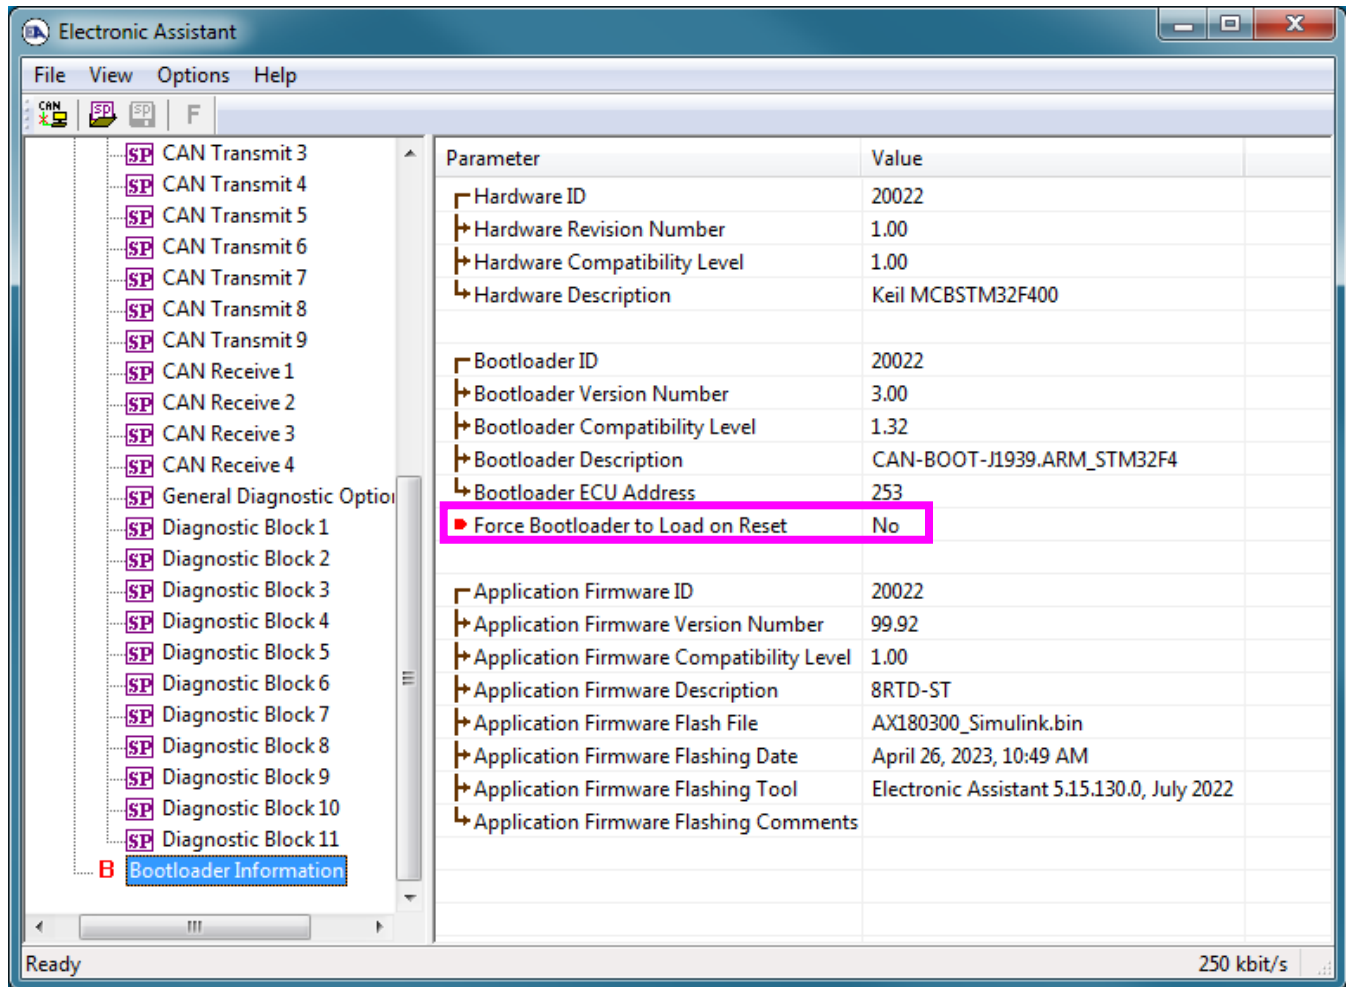 Electronic Assistant
File View Options Help
CAN SP SP F
SP CAN Transmit 3
SP CAN Transmit 4
SP CAN Transmit 5
SP CAN Transmit 6
SP CAN Transmit 7
SP CAN Transmit 8
SP CAN Transmit 9
SP CAN Receive 1
SP CAN Receive 2
SP CAN Receive 3
SP CAN Receive 4
SP General Diagnostic Option
SP Diagnostic Block 1
SP Diagnostic Block 2
SP Diagnostic Block 3
SP Diagnostic Block 4
SP Diagnostic Block 5
SP Diagnostic Block 6
SP Diagnostic Block 7
SP Diagnostic Block 8
SP Diagnostic Block 9
SP Diagnostic Block 10
SP Diagnostic Block 11
B Bootloader Information
Parameter Value
Hardware ID 20022
Hardware Revision Number 1.00
Hardware Compatibility Level 1.00
Hardware Description Keil MCBSTM32F400
Bootloader ID 20022
Bootloader Version Number 3.00
Bootloader Compatibility Level 1.32
Bootloader Description CAN-BOOT-J1939.ARM_STM32F4
Bootloader ECU Address 253
Force Bootloader to Load on Reset No
Application Firmware ID 20022
Application Firmware Version Number 99.92
Application Firmware Compatibility Level 1.00
Application Firmware Description 8RTD-ST
Application Firmware Flash File AX180300_Simulink.bin
Application Firmware Flashing Date April 26, 2023, 10:49 AM
Application Firmware Flashing Tool Electronic Assistant 5.15.130.0, July 2022
Application Firmware Flashing Comments
Ready 250 kbit/s